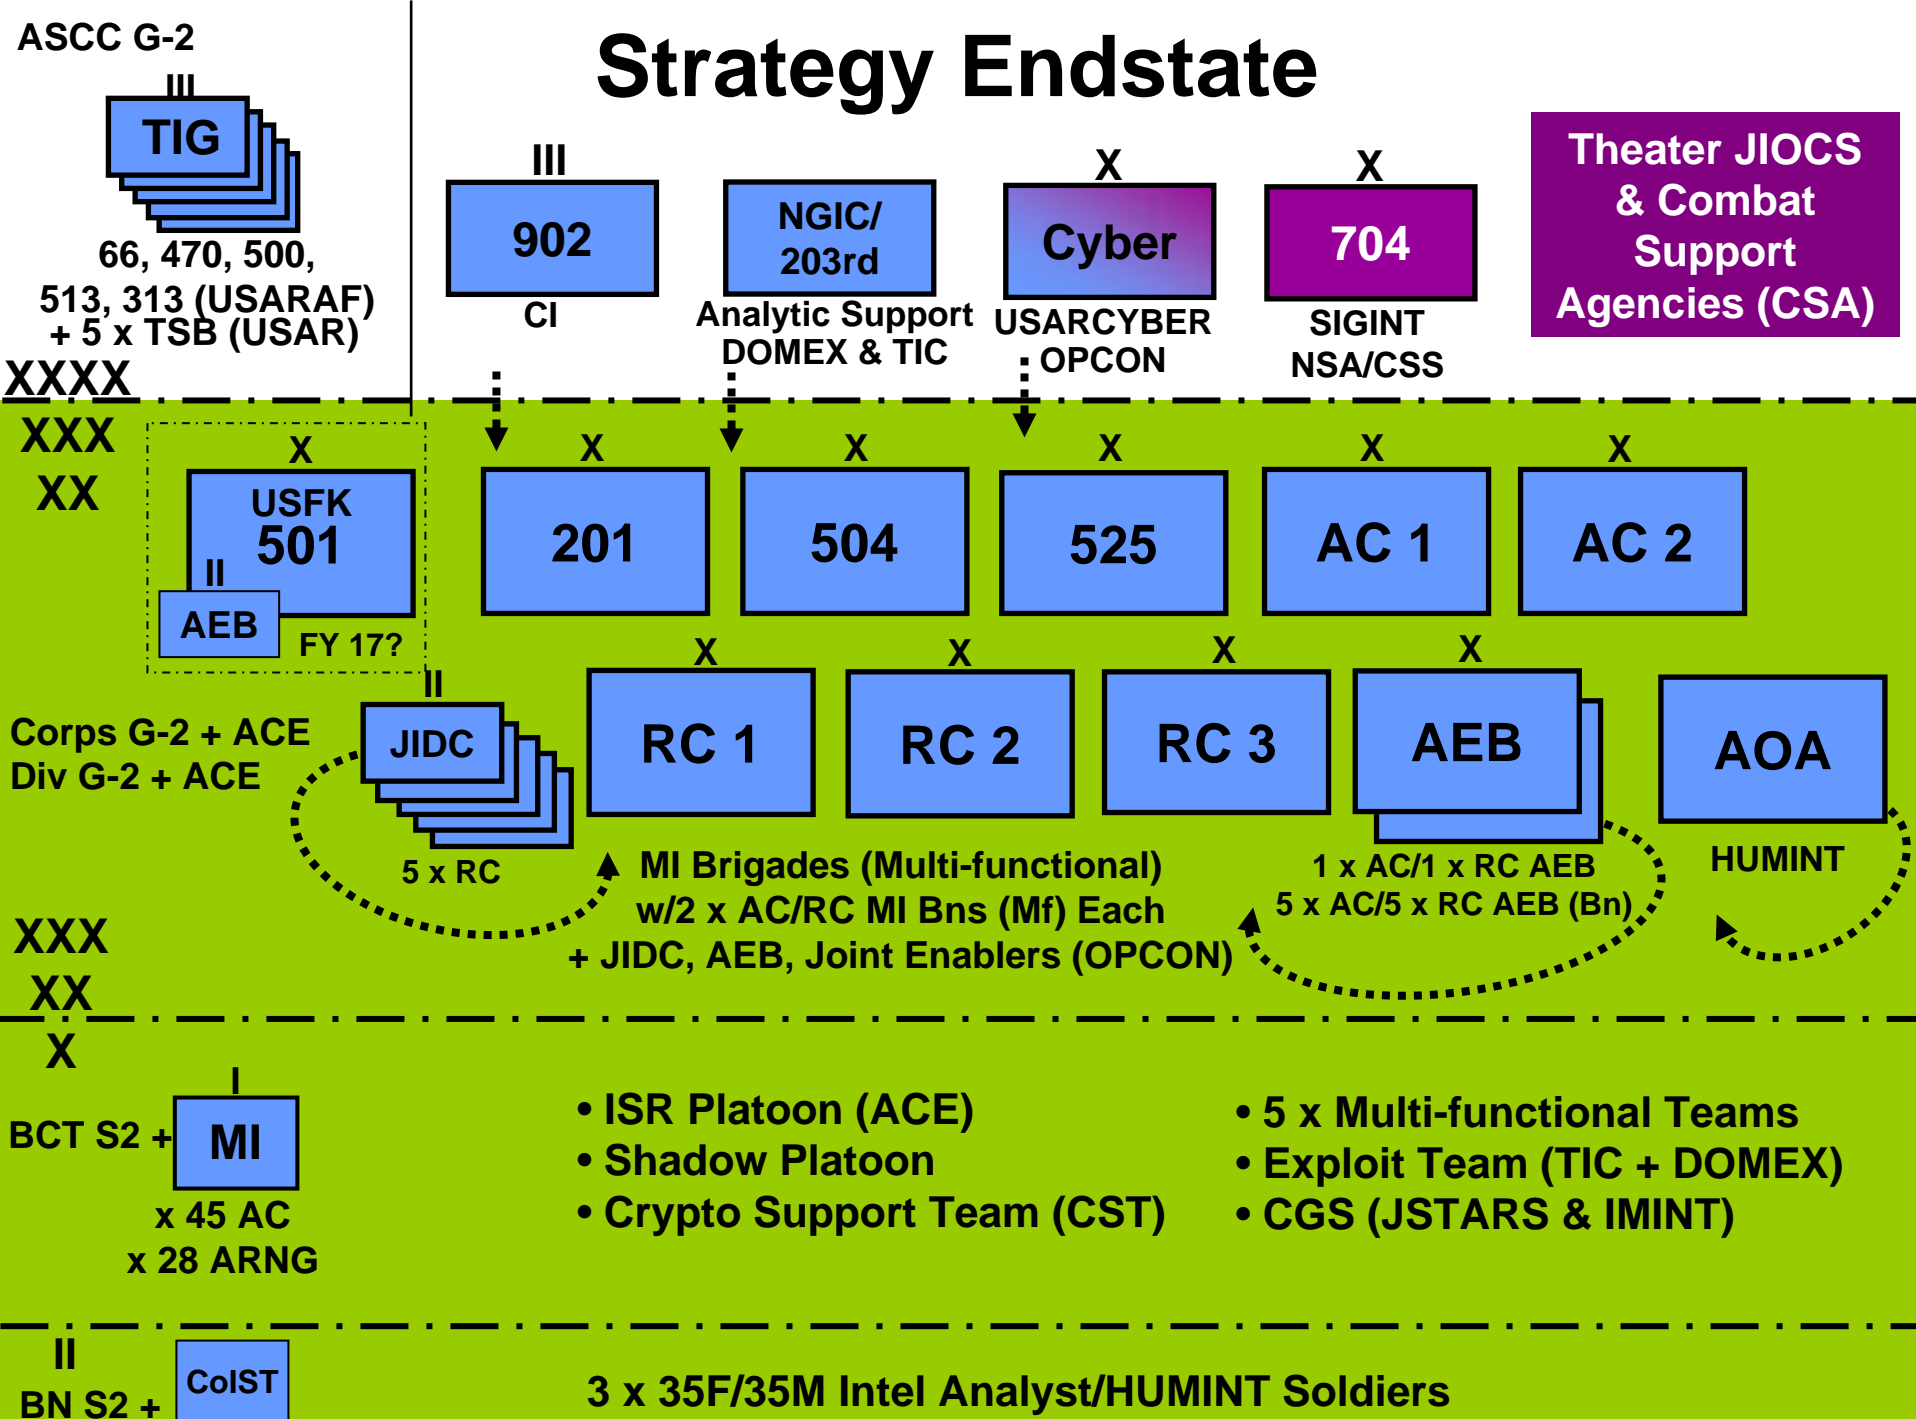 ASCC G-2
Strategy Endstate
III
TIG
66, 470, 500,
513, 313 (USARAF)
+ 5 x TSB (USAR)
III
902
CI
NGIC/
203rd
Analytic Support
DOMEX & TIC
X
Cyber
USARCYBER
OPCON
X
704
SIGINT
NSA/CSS
Theater JIOCS
& Combat
Support
Agencies (CSA)
XXXX
XXX
XX
X
USFK
501
II
AEB
FY 17?
X
201
X
504
X
525
X
AC 1
X
AC 2
Corps G-2 + ACE
Div G-2 + ACE
II
JIDC
5 x RC
X
RC 1
X
RC 2
X
RC 3
X
AEB
1 x AC/1 x RC AEB
5 x AC/5 x RC AEB (Bn)
AOA
HUMINT
MI Brigades (Multi-functional)
w/2 x AC/RC MI Bns (Mf) Each
+ JIDC, AEB, Joint Enablers (OPCON)
XXX
XX
X
I
BCT S2 +
MI
x 45 AC
x 28 ARNG
• ISR Platoon (ACE)
• Shadow Platoon
• Crypto Support Team (CST)
• 5 x Multi-functional Teams
• Exploit Team (TIC + DOMEX)
• CGS (JSTARS & IMINT)
II
BN S2 +
CoIST
3 x 35F/35M Intel Analyst/HUMINT Soldiers